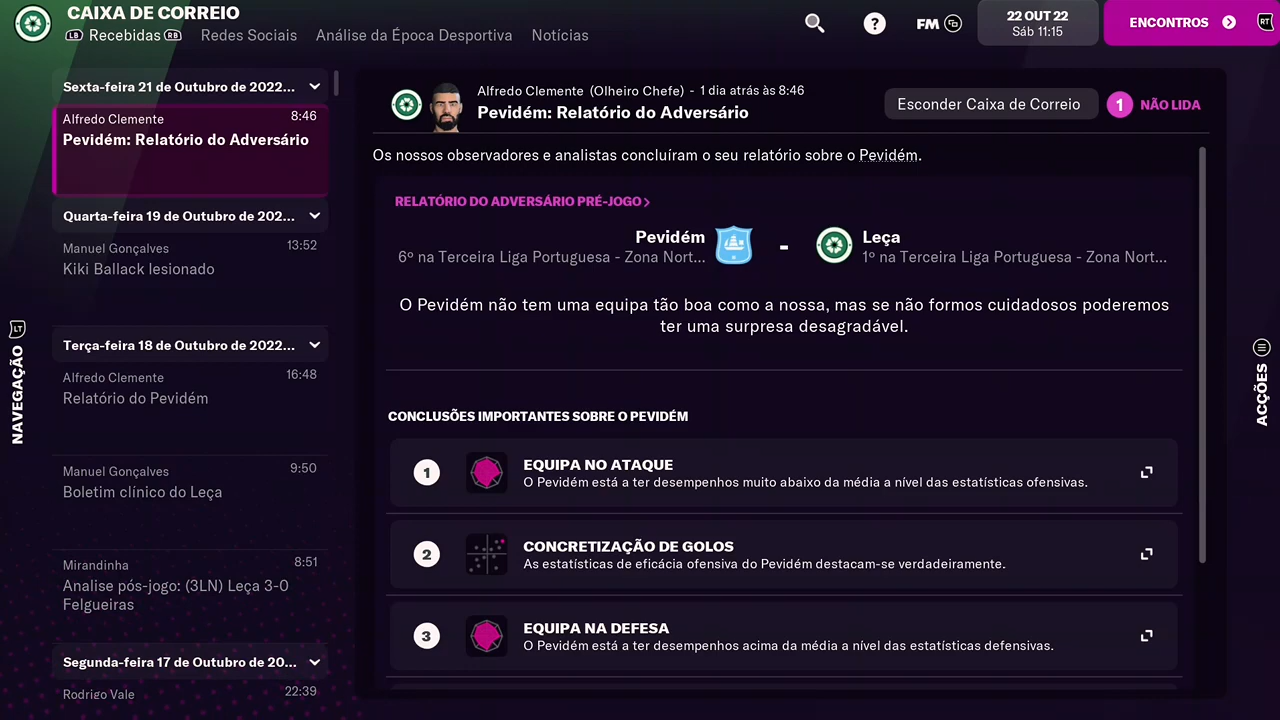 CAIXA DE CORREIO
LB Recebidas RB Redes Sociais Análise da Época Desportiva Notícias
?
FM
22 OUT 22
Sáb 11:15
ENCONTROS
RT
Sexta-feira 21 de Outubro de 2022...
Alfredo Clemente 8:46
Pevidém: Relatório do Adversário
Quarta-feira 19 de Outubro de 202...
Manuel Gonçalves 13:52
Kiki Ballack lesionado
Terça-feira 18 de Outubro de 2022...
Alfredo Clemente 16:48
Relatório do Pevidém
Manuel Gonçalves 9:50
Boletim clínico do Leça
Mirandinha 8:51
Analise pós-jogo: (3LN) Leça 3-0
Felgueiras
Segunda-feira 17 de Outubro de 20...
Rodrigo Vale 22:39
LT
NAVEGAÇÃO
Alfredo Clemente (Olheiro Chefe) - 1 dia atrás às 8:46
Pevidém: Relatório do Adversário
Esconder Caixa de Correio
1 NÃO LIDA
Os nossos observadores e analistas concluíram o seu relatório sobre o Pevidém.
RELATÓRIO DO ADVERSÁRIO PRÉ-JOGO
Pevidém - Leça
6º na Terceira Liga Portuguesa - Zona Nort... 1º na Terceira Liga Portuguesa - Zona Nort...
O Pevidém não tem uma equipa tão boa como a nossa, mas se não formos cuidadosos poderemos
ter uma surpresa desagradável.
CONCLUSÕES IMPORTANTES SOBRE O PEVIDÉM
1 EQUIPA NO ATAQUE
O Pevidém está a ter desempenhos muito abaixo da média a nível das estatísticas ofensivas.
2 CONCRETIZAÇÃO DE GOLOS
As estatísticas de eficácia ofensiva do Pevidém destacam-se verdadeiramente.
3 EQUIPA NA DEFESA
O Pevidém está a ter desempenhos acima da média a nível das estatísticas defensivas.
ACÇÕES